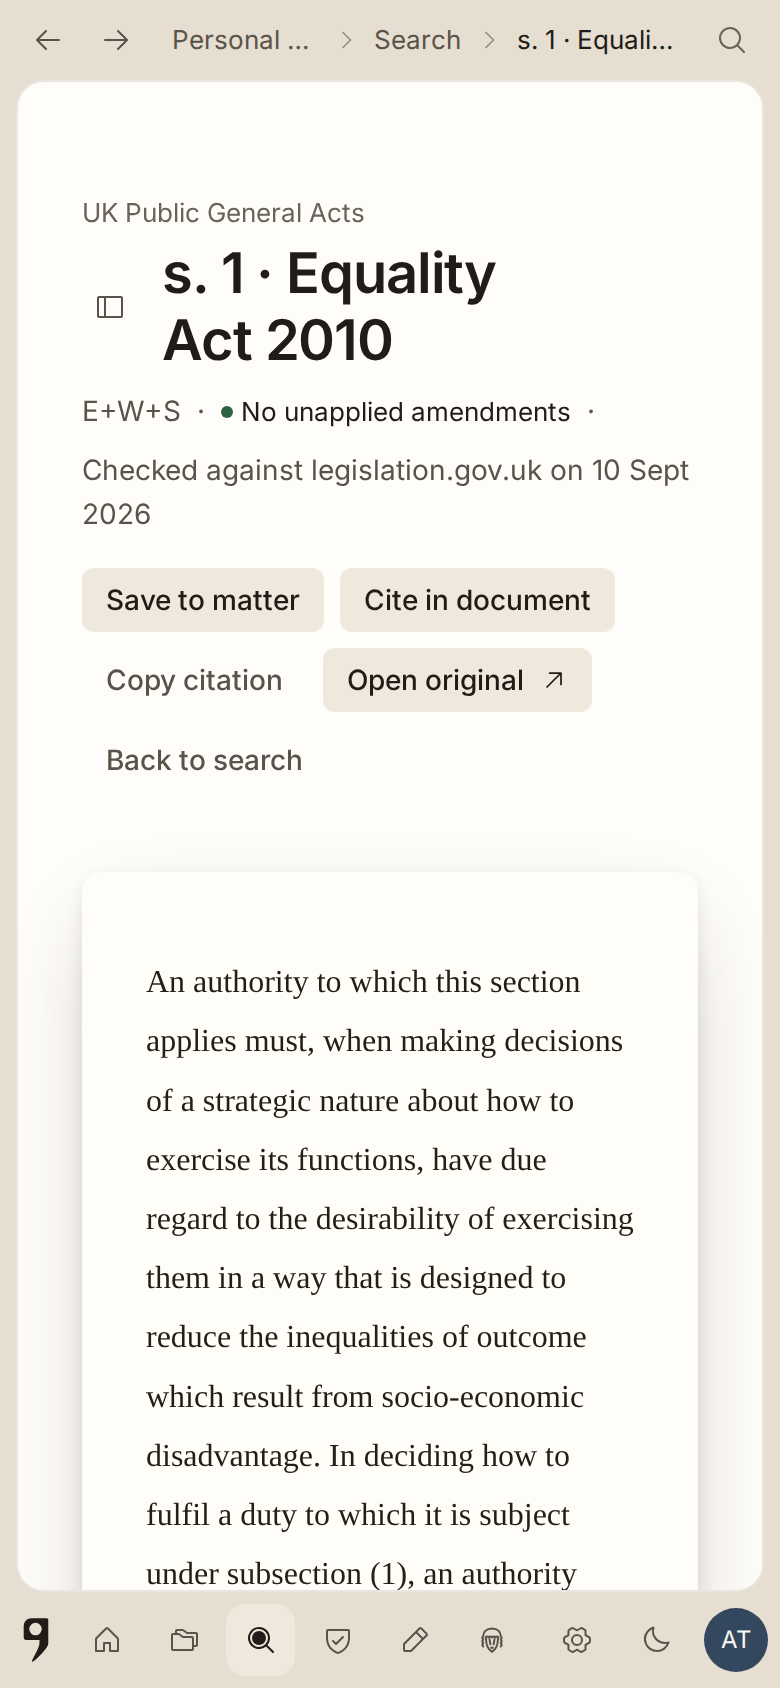 Personal ... Search s. 1 · Equali...
UK Public General Acts
s. 1 · Equality
Act 2010
E+W+S · No unapplied amendments ·
Checked against legislation.gov.uk on 10 Sept
2026
Save to matter Cite in document
Copy citation Open original
Back to search
An authority to which this section
applies must, when making decisions
of a strategic nature about how to
exercise its functions, have due
regard to the desirability of exercising
them in a way that is designed to
reduce the inequalities of outcome
which result from socio-economic
disadvantage. In deciding how to
fulfil a duty to which it is subject
under subsection (1), an authority
AT